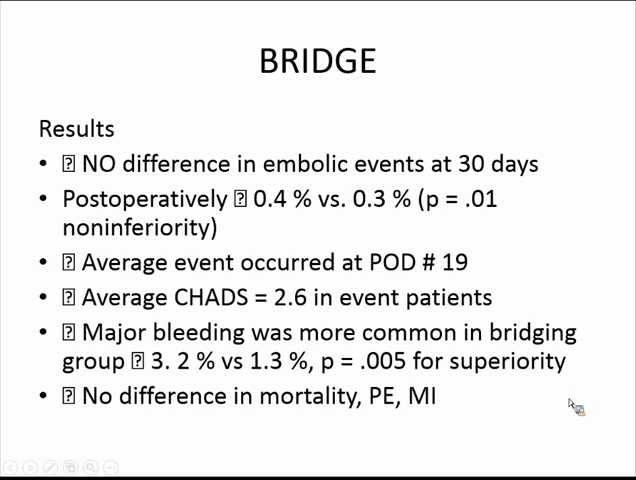 BRIDGE
Results
• ⍰ NO difference in embolic events at 30 days
• Postoperatively ⍰ 0.4 % vs. 0.3 % (p = .01
noninferiority)
• ⍰ Average event occurred at POD # 19
• ⍰ Average CHADS = 2.6 in event patients
• ⍰ Major bleeding was more common in bridging
group ⍰ 3. 2 % vs 1.3 %, p = .005 for superiority
• ⍰ No difference in mortality, PE, MI